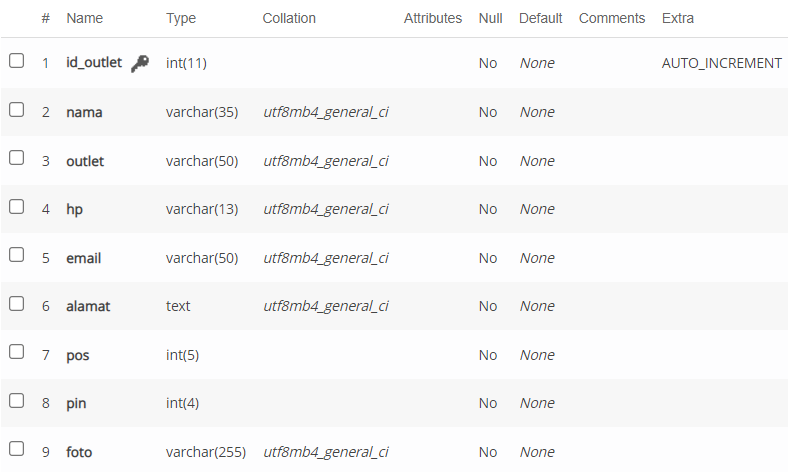 # Name Type Collation Attributes Null Default Comments Extra
1 id_outlet int(11) No None AUTO_INCREMENT
2 nama varchar(35) utf8mb4_general_ci No None
3 outlet varchar(50) utf8mb4_general_ci No None
4 hp varchar(13) utf8mb4_general_ci No None
5 email varchar(50) utf8mb4_general_ci No None
6 alamat text utf8mb4_general_ci No None
7 pos int(5) No None
8 pin int(4) No None
9 foto varchar(255) utf8mb4_general_ci No None